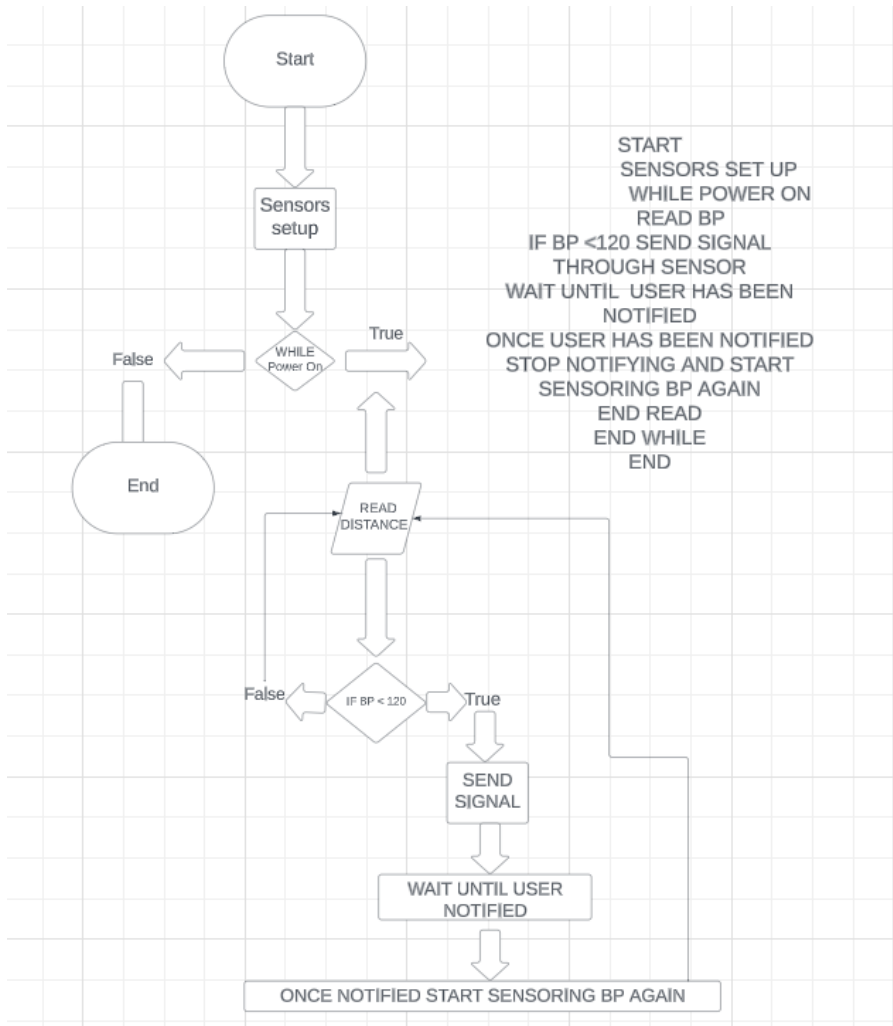 Start
Sensors
setup
WHILE
Power On
True
False
End
READ
DISTANCE
IF BP < 120
False
True
SEND
SIGNAL
WAIT UNTIL USER
NOTIFIED
ONCE NOTIFIED START SENSORING BP AGAIN
START
SENSORS SET UP
WHILE POWER ON
READ BP
IF BP <120 SEND SIGNAL
THROUGH SENSOR
WAIT UNTIL USER HAS BEEN
NOTIFIED
ONCE USER HAS BEEN NOTIFIED
STOP NOTIFYING AND START
SENSORING BP AGAIN
END READ
END WHILE
END